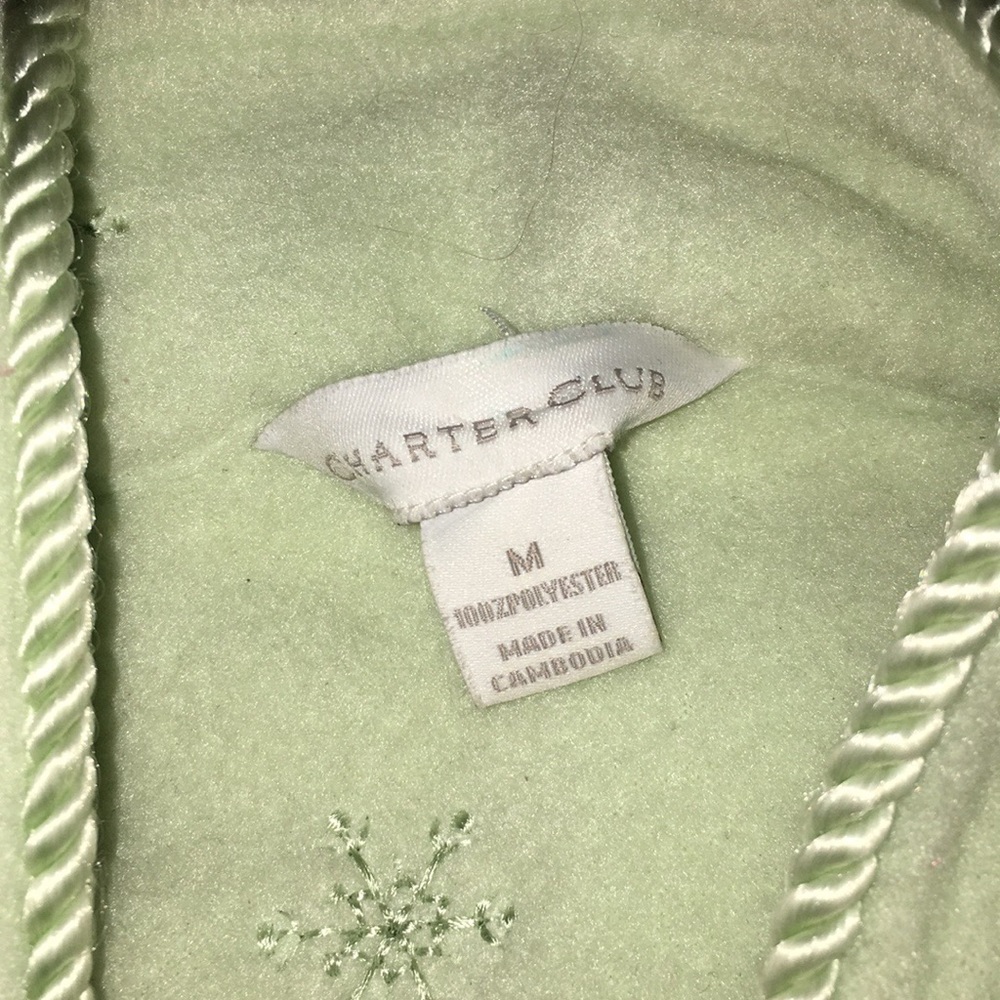 CHARTER CLUB
M
100%POLYESTER
MADE IN
CAMBODIA